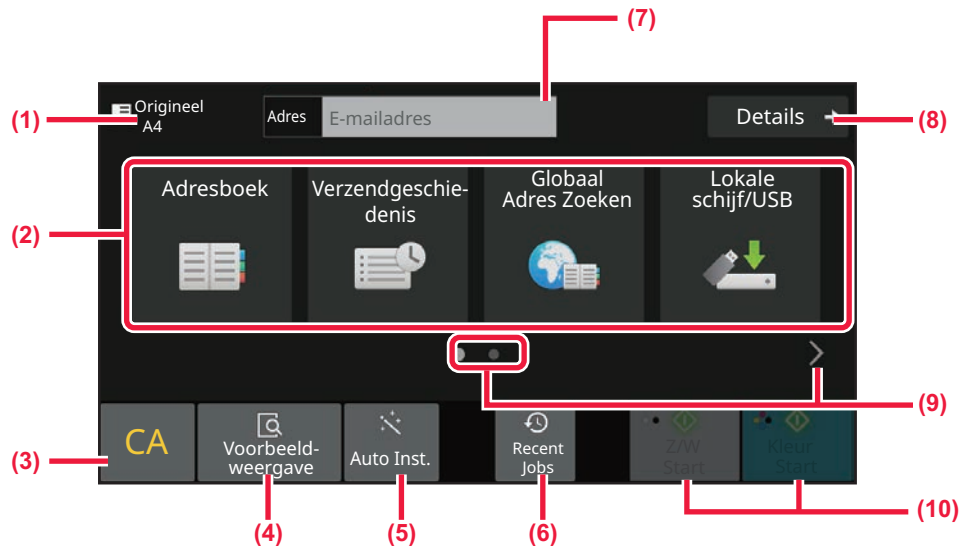 (7)
Origineel
A4
(1)
Adres
E-mailadres
Details
(8)
Adresboek
Verzendgeschie-
denis
Globaal
Adres Zoeken
Lokale
schijf/USB
(2)
(9)
CA
Voorbeeld-
weergave
Auto Inst.
Recent
Jobs
Z/W
Start
Kleur
Start
(3)
(4)
(5)
(6)
(10)